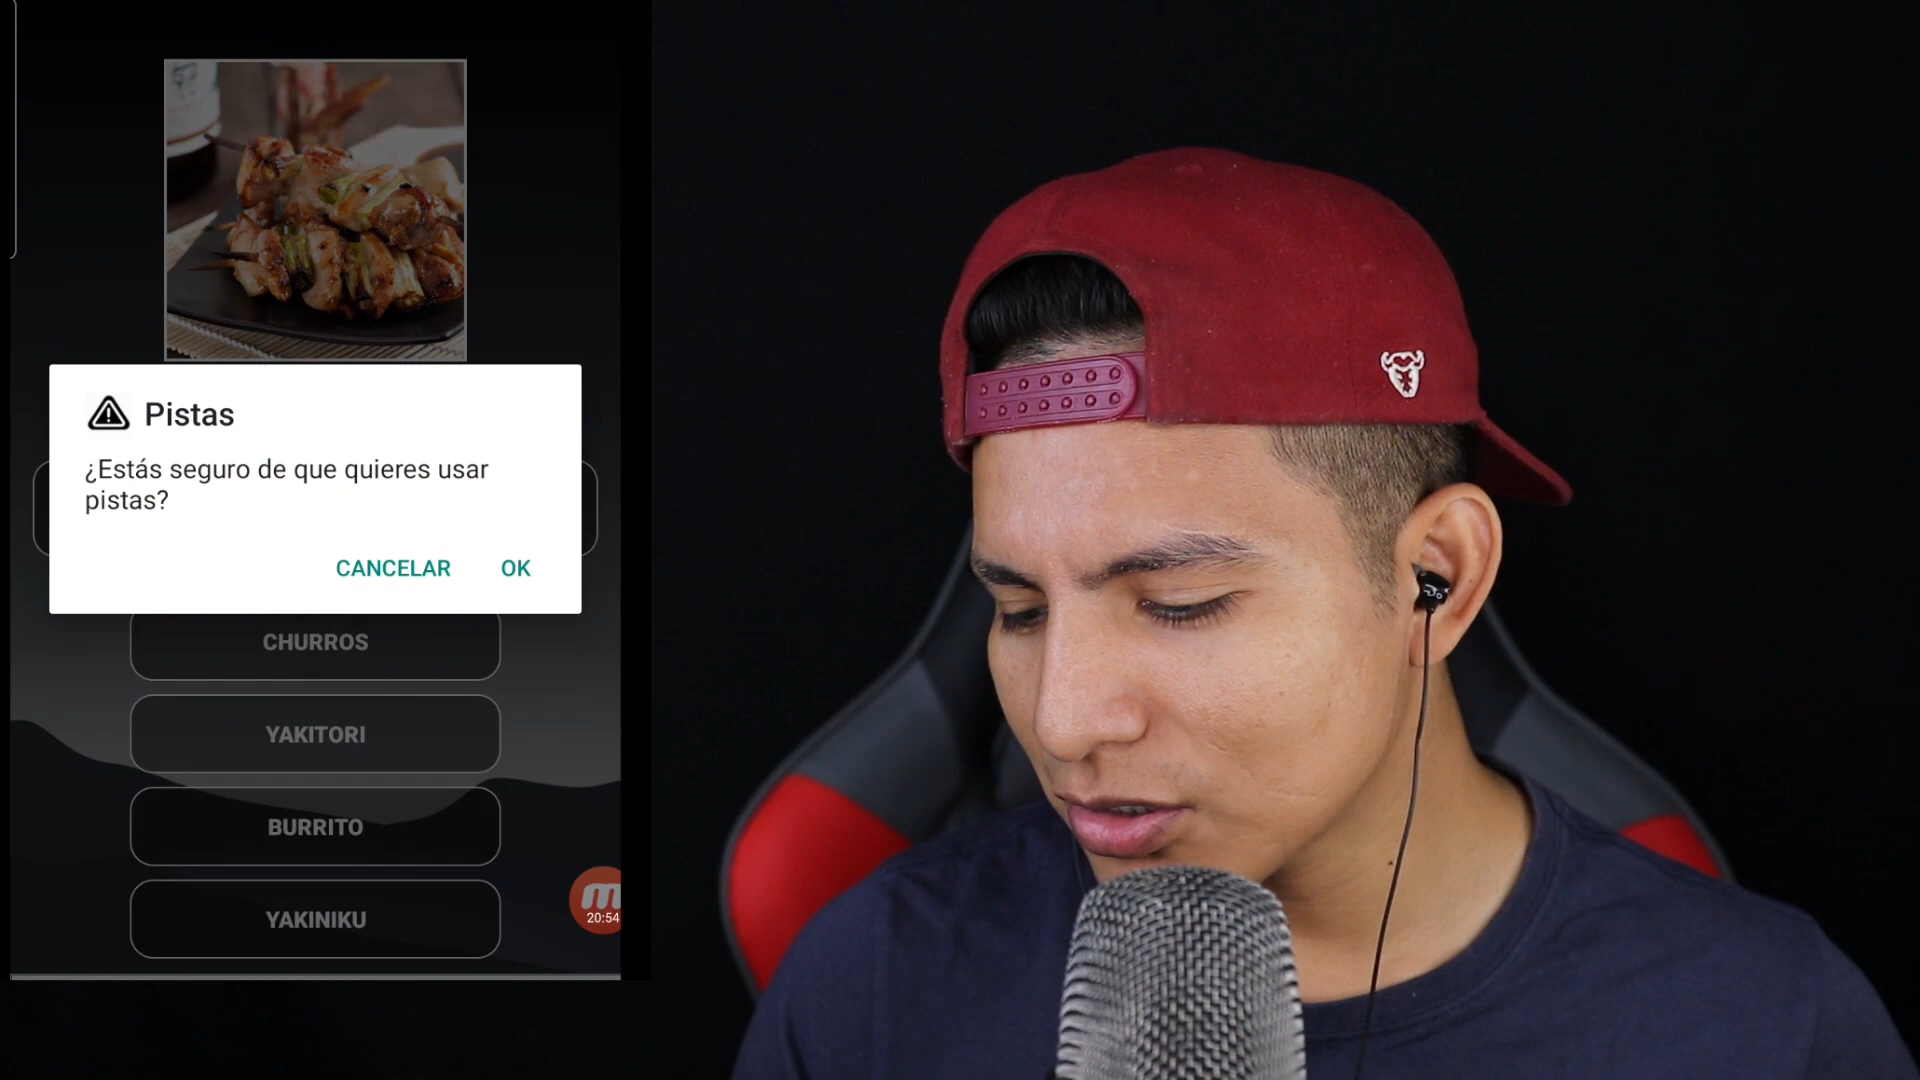 Pistas
¿Estás seguro de que quieres usar
pistas?
CANCELAR
OK
CHURROS
YAKITORI
BURRITO
YAKINIKU
20:54